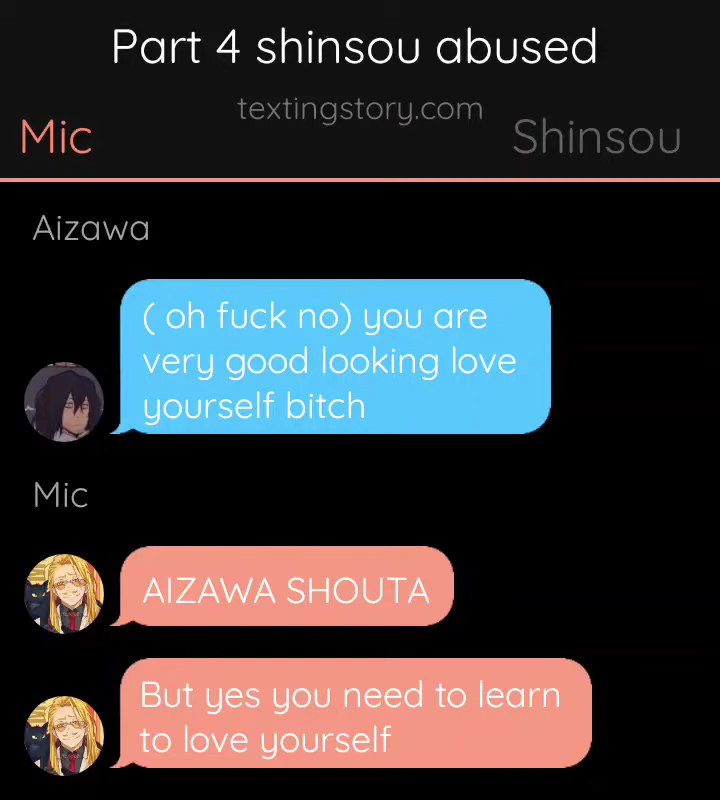 Part 4 shinsou abused
textingstory.com
Mic
Shinsou
Aizawa
( oh fuck no) you are
very good looking love
yourself bitch
Mic
AIZAWA SHOUTA
But yes you need to learn
to love yourself